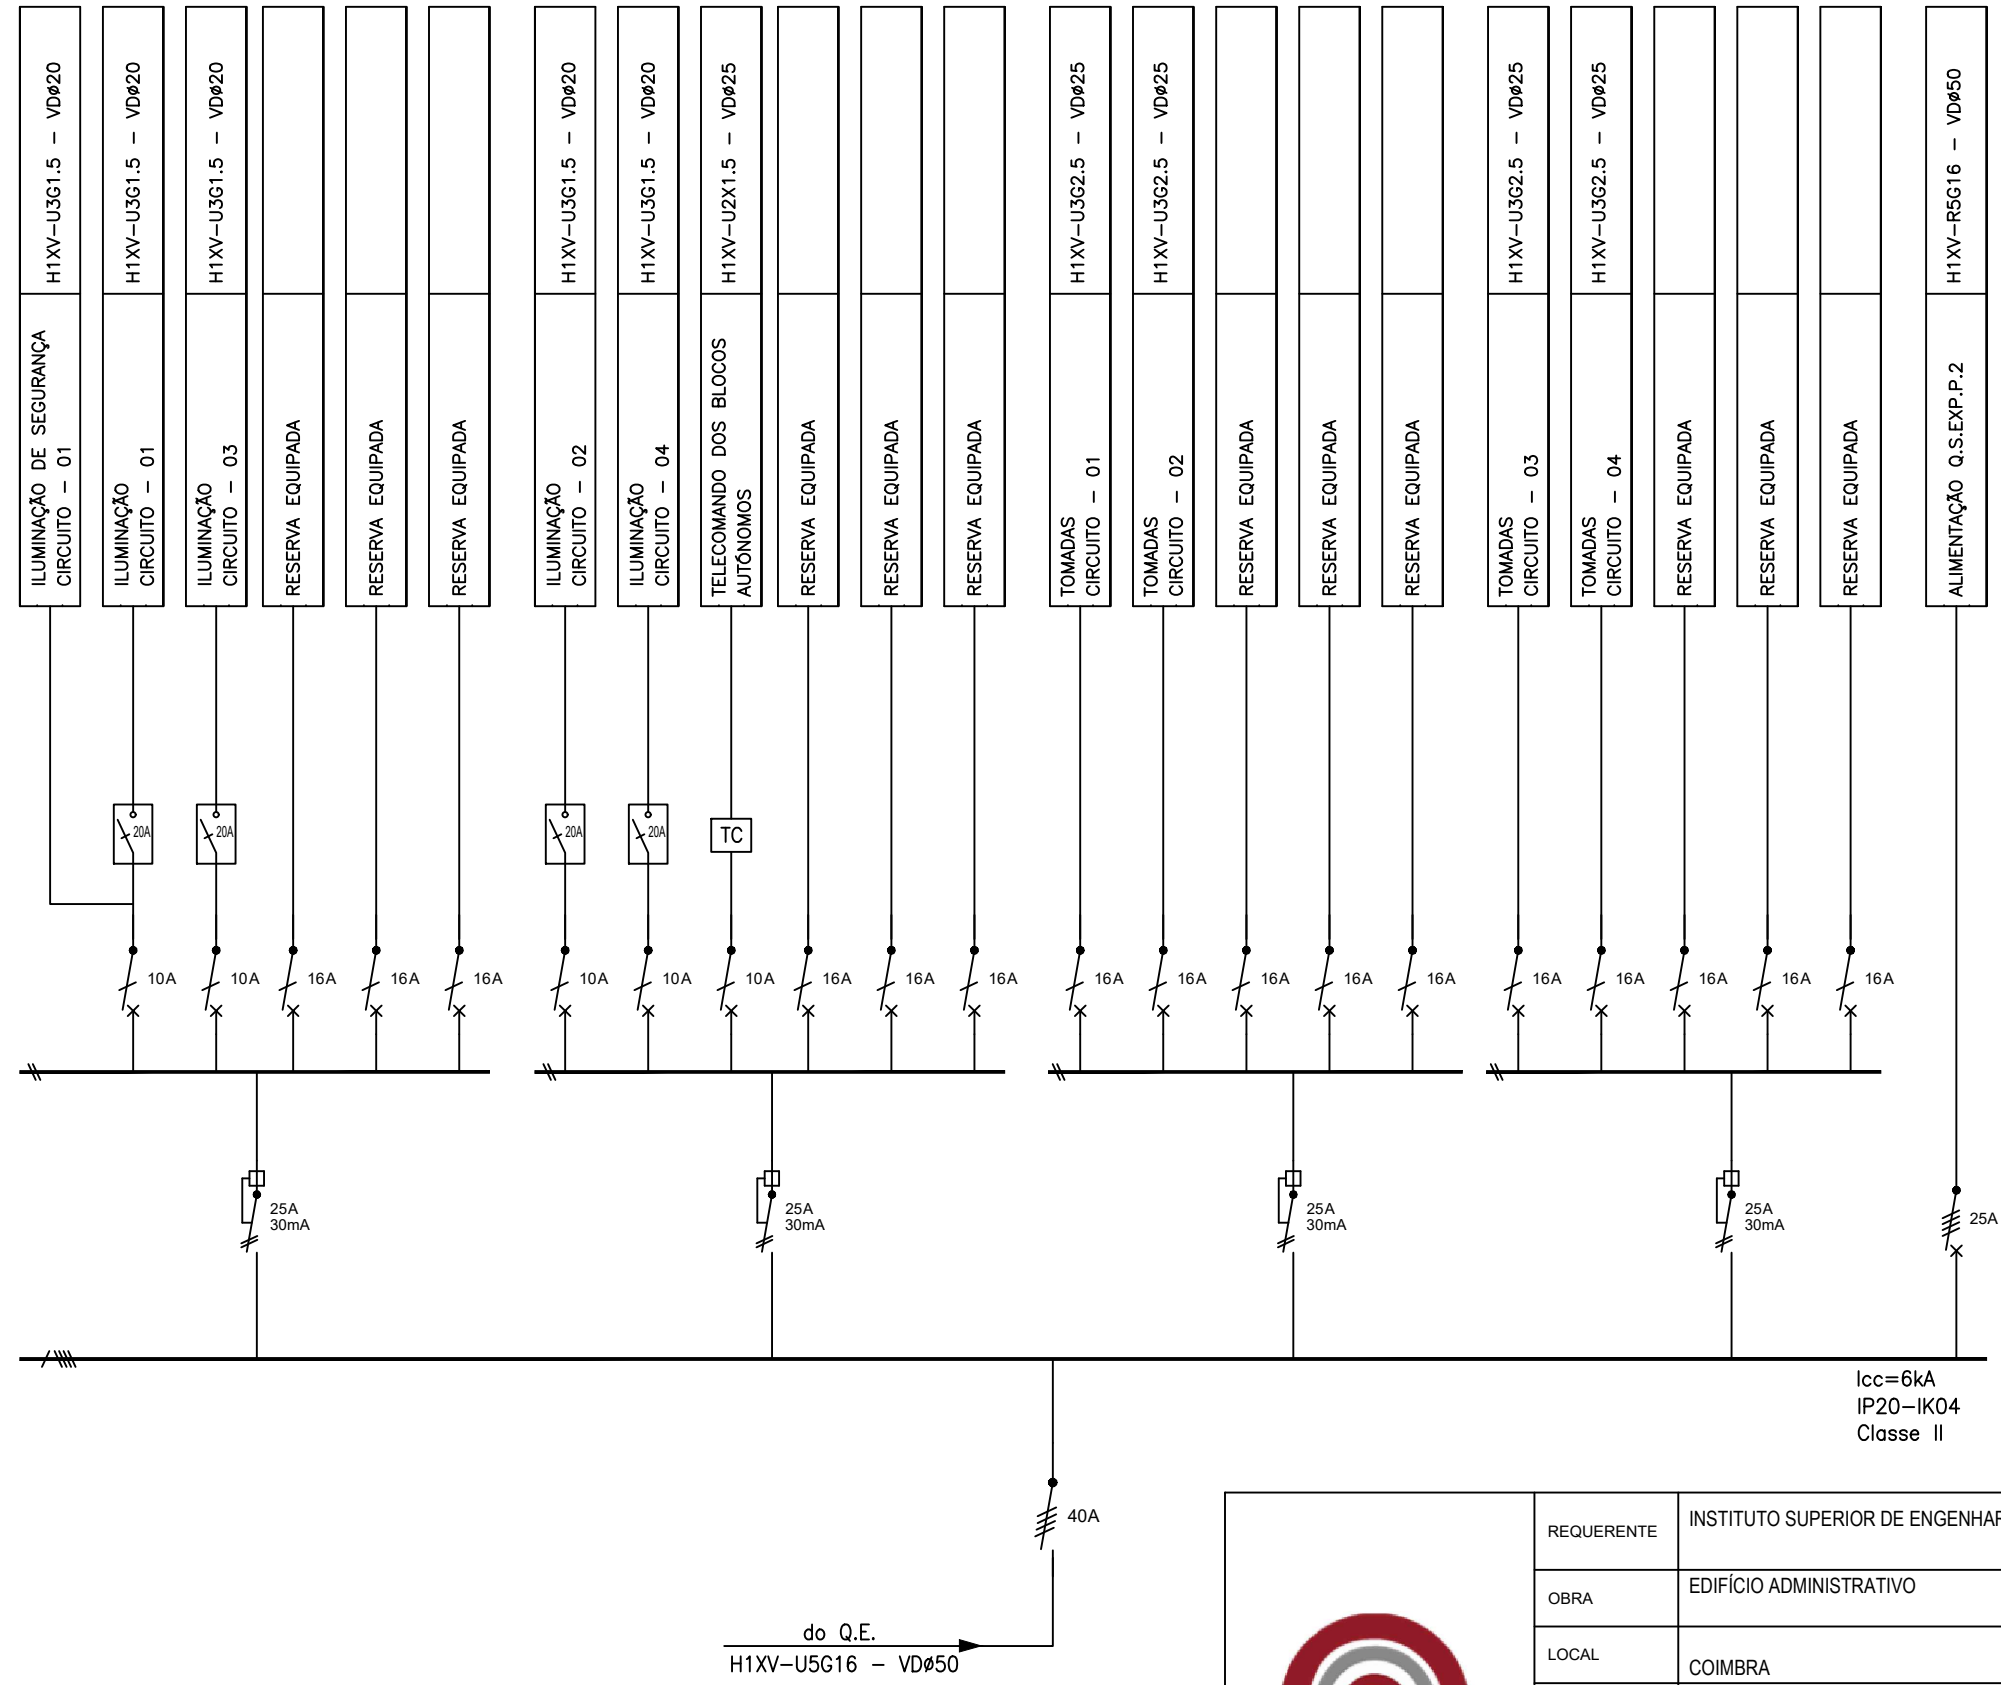 H1XV-U3G1.5 - VDø20
H1XV-U3G1.5 - VDø20
H1XV-U3G1.5 - VDø20
H1XV-U3G1.5 - VDø20
H1XV-U3G1.5 - VDø20
H1XV-U2X1.5 - VDø25
H1XV-U3G2.5 - VDø25
H1XV-U3G2.5 - VDø25
H1XV-U3G2.5 - VDø25
H1XV-U3G2.5 - VDø25
H1XV-R5G16 - VDø50
ILUMINAÇÃO DE SEGURANÇA
CIRCUITO - 01
ILUMINAÇÃO
CIRCUITO - 01
ILUMINAÇÃO
CIRCUITO - 03
RESERVA EQUIPADA
RESERVA EQUIPADA
RESERVA EQUIPADA
ILUMINAÇÃO
CIRCUITO - 02
ILUMINAÇÃO
CIRCUITO - 04
TELECOMANDO DOS BLOCOS
AUTÓNOMOS
RESERVA EQUIPADA
RESERVA EQUIPADA
RESERVA EQUIPADA
TOMADAS
CIRCUITO - 01
TOMADAS
CIRCUITO - 02
RESERVA EQUIPADA
RESERVA EQUIPADA
RESERVA EQUIPADA
TOMADAS
CIRCUITO - 03
TOMADAS
CIRCUITO - 04
RESERVA EQUIPADA
RESERVA EQUIPADA
RESERVA EQUIPADA
ALIMENTAÇÃO Q.S.EXP.P.2
20A
20A
20A
20A
TC
10A
10A
16A
16A
16A
10A
10A
10A
16A
16A
16A
16A
16A
16A
16A
16A
16A
16A
16A
16A
16A
25A
30mA
25A
30mA
25A
30mA
25A
30mA
25A
Icc=6kA
IP20-IK04
Classe II
40A
do Q.E.
H1XV-U5G16 - VDø50
REQUERENTE
INSTITUTO SUPERIOR DE ENGENHAR
OBRA
EDIFÍCIO ADMINISTRATIVO
LOCAL
COIMBRA